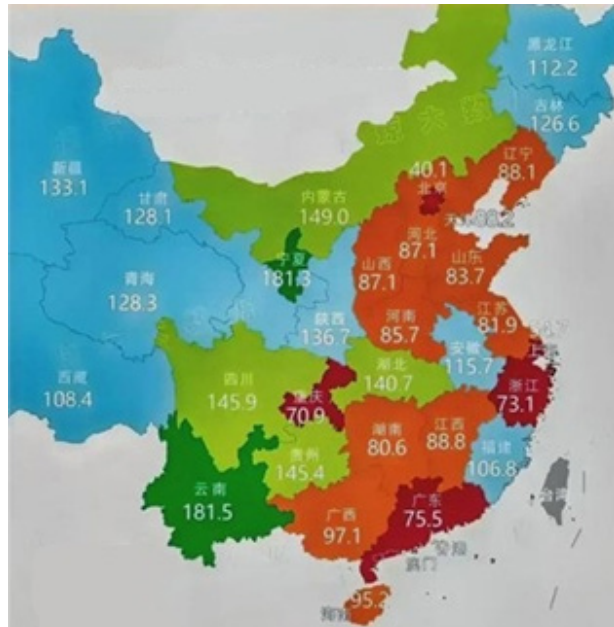 黑龙江
112.2
吉林
126.6
辽宁
88.1
40.1
北京
新疆
133.1
甘肃
128.1
内蒙古
149.0
河北
87.1
山西
87.1
山东
83.7
宁夏
181.3
青海
128.3
陕西
136.7
河南
85.7
江苏
81.9
安徽
115.7
西藏
108.4
四川
145.9
重庆
70.9
湖北
140.7
浙江
73.1
湖南
80.6
江西
88.8
福建
106.8
贵州
145.4
云南
181.5
广西
97.1
广东
75.5
台湾
香港
澳门
95.2
海南